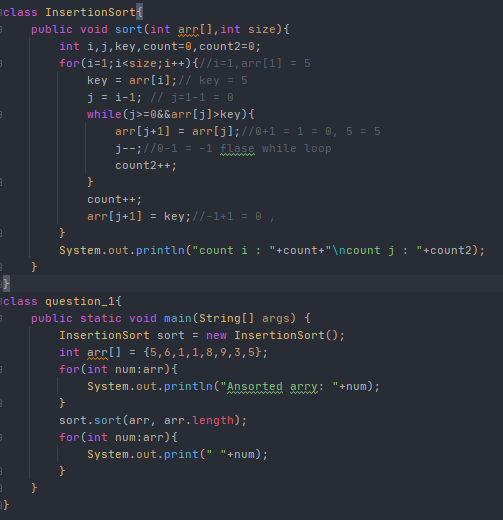 class InsertionSort{
    public void sort(int arr[],int size){
        int i,j,key,count=0,count2=0;
        for(i=1;i<size;i++){//i=1,arr[1] = 5
            key = arr[i];// key = 5
            j = i-1; // j=1-1 = 0
            while(j>=0&&arr[j]>key){
                arr[j+1] = arr[j];//0+1 = 1 = 0, 5 = 5
                j--;//0-1 = -1 flase while loop
                count2++;
            }
            count++;
            arr[j+1] = key;//-1+1 = 0 ,
        }
        System.out.println("count i : "+count+"\ncount j : "+count2);
    }
}
class question_1{
    public static void main(String[] args) {
        InsertionSort sort = new InsertionSort();
        int arr[] = {5,6,1,1,8,9,3,5};
        for(int num:arr){
            System.out.println("Ansorted arry: "+num);
        }
        sort.sort(arr, arr.length);
        for(int num:arr){
            System.out.print(" "+num);
        }
    }
}